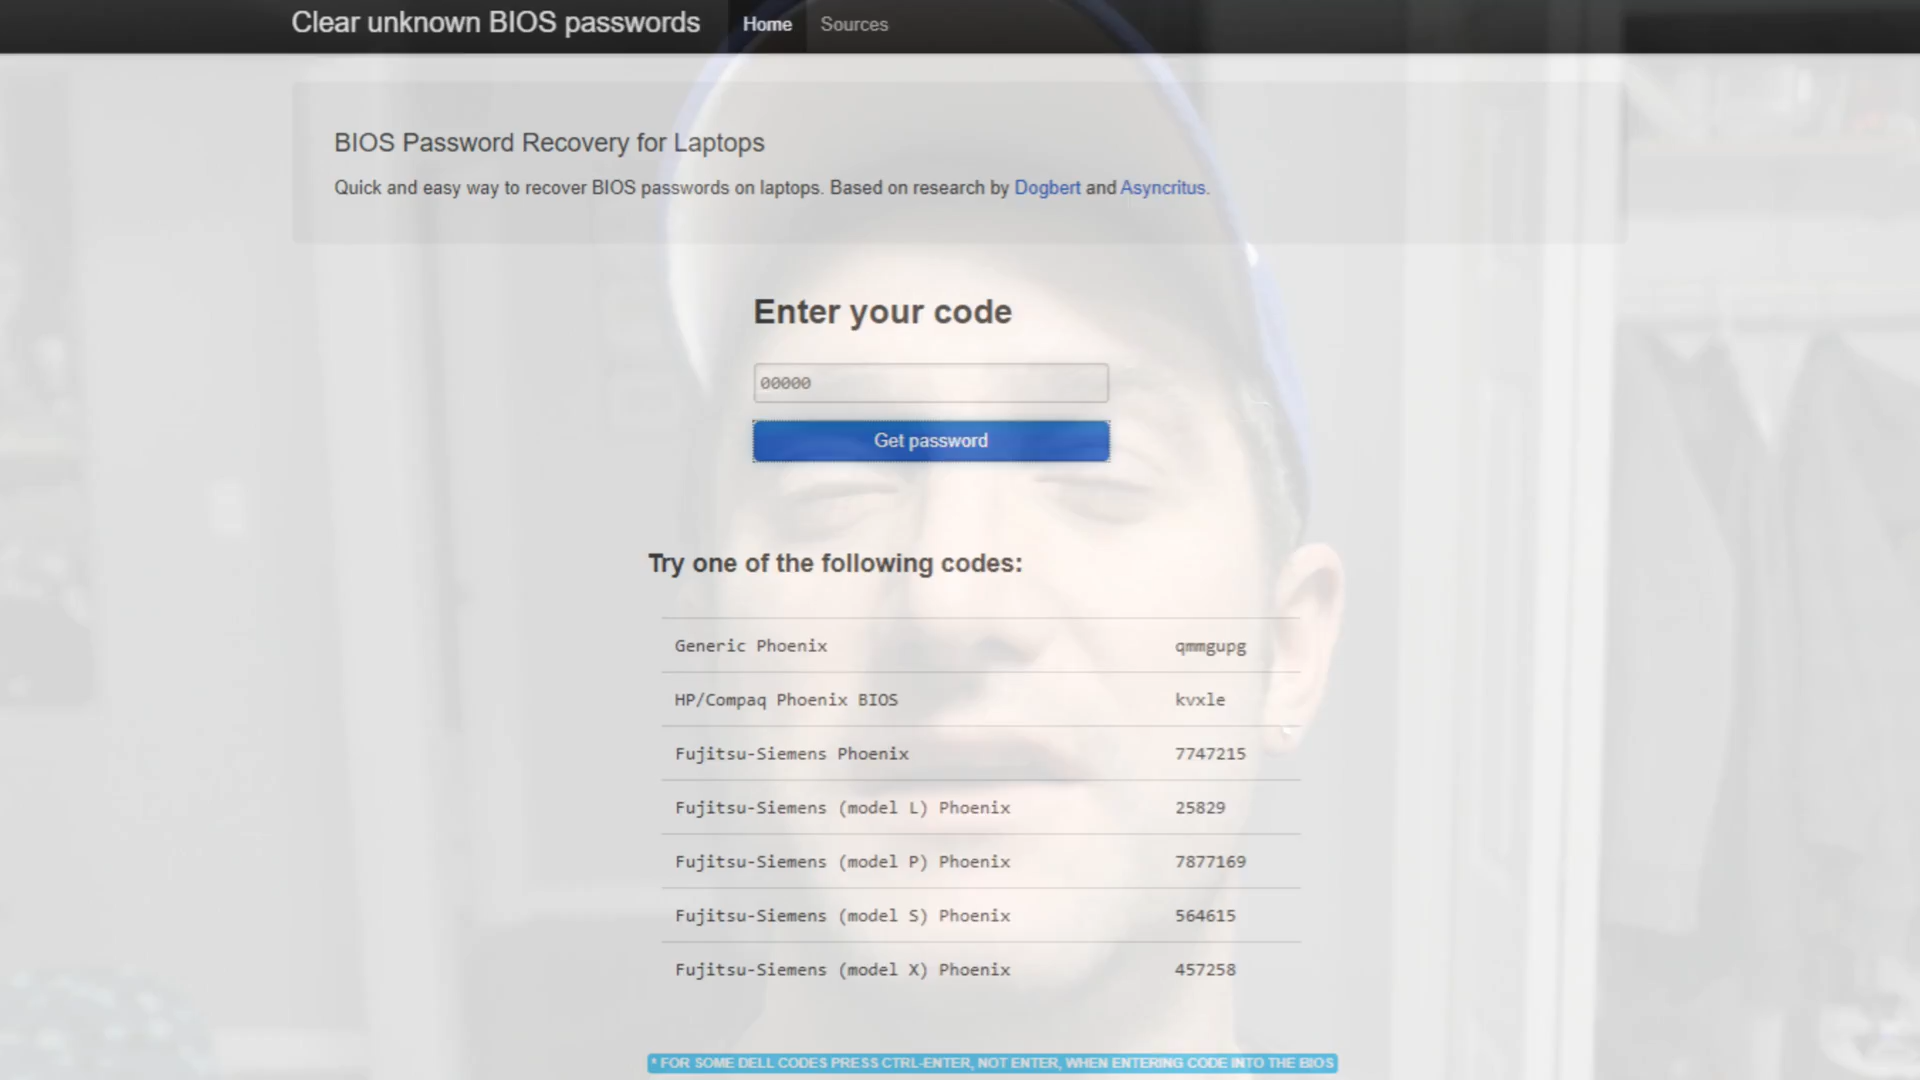 Clear unknown BIOS passwords Home Sources
BIOS Password Recovery for Laptops
Quick and easy way to recover BIOS passwords on laptops. Based on research by Dogbert and Asyncritus.
Enter your code
00000
Get password
Try one of the following codes:
Generic Phoenix qmmgupg
HP/Compaq Phoenix BIOS kvxle
Fujitsu-Siemens Phoenix 7747215
Fujitsu-Siemens (model L) Phoenix 25829
Fujitsu-Siemens (model P) Phoenix 7877169
Fujitsu-Siemens (model S) Phoenix 564615
Fujitsu-Siemens (model X) Phoenix 457258
* FOR SOME DELL CODES PRESS CTRL-ENTER, NOT ENTER, WHEN ENTERING CODE INTO THE BIOS